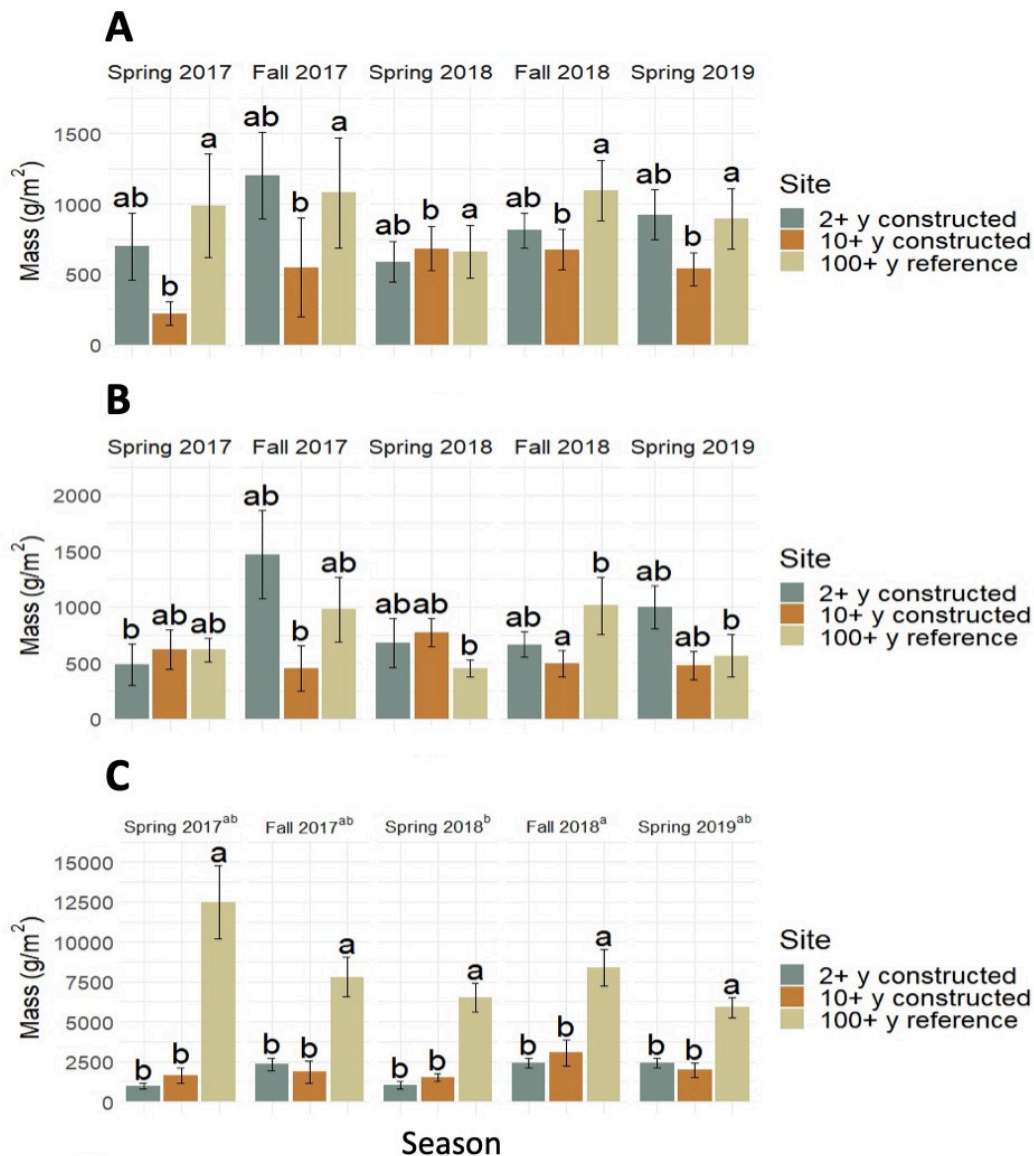 A
Spring 2017 Fall 2017 Spring 2018 Fall 2018 Spring 2019
Mass (g/m²)
1500
1000
500
0
ab b a
ab b a
ab b a
ab b a
ab b a
Site
2+ y constructed
10+ y constructed
100+ y reference
B
Spring 2017 Fall 2017 Spring 2018 Fall 2018 Spring 2019
Mass (g/m²)
2000
1500
1000
500
0
b ab ab
ab b ab
ab ab b
ab a b
ab ab b
Site
2+ y constructed
10+ y constructed
100+ y reference
C
Spring 2017ᵃᵇ Fall 2017ᵃᵇ Spring 2018ᵇ Fall 2018ᵃ Spring 2019ᵃᵇ
Mass (g/m²)
15000
12500
10000
7500
5000
2500
0
b b a
b b a
b b a
b b a
b b a
Site
2+ y constructed
10+ y constructed
100+ y reference
Season